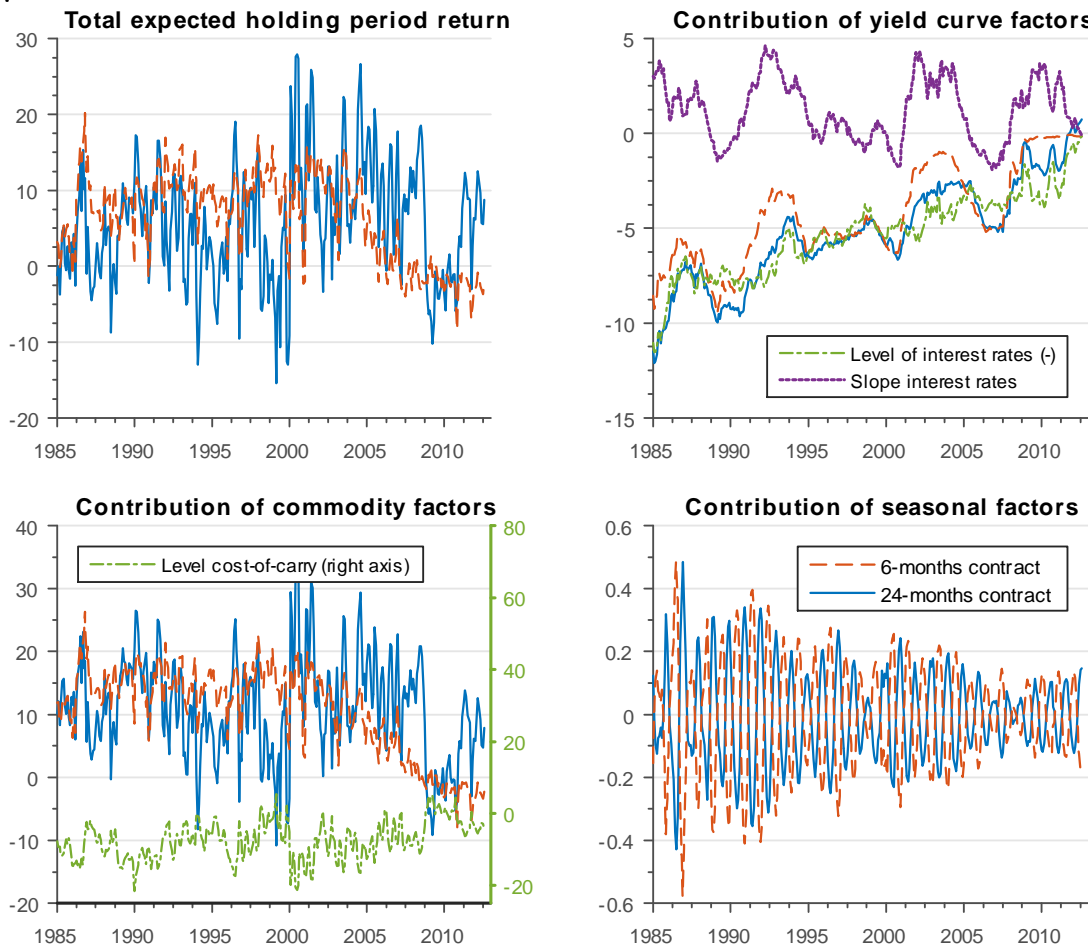 Total expected holding period return
30
20
10
0
-10
-20
1985 1990 1995 2000 2005 2010
Contribution of yield curve factors
5
0
-5
-10
-15
Level of interest rates (-)
Slope interest rates
1985 1990 1995 2000 2005 2010
Contribution of commodity factors
40
30
20
10
0
-10
-20
Level cost-of-carry (right axis)
80
60
40
20
0
-20
1985 1990 1995 2000 2005 2010
Contribution of seasonal factors
0.6
0.4
0.2
0
-0.2
-0.4
-0.6
6-months contract
24-months contract
1985 1990 1995 2000 2005 2010